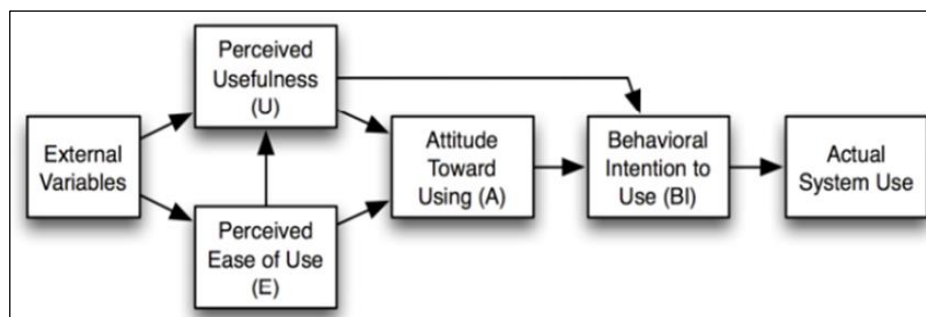 Perceived
Usefulness
(U)
External
Variables
Perceived
Ease of Use
(E)
Attitude
Toward
Using (A)
Behavioral
Intention to
Use (BI)
Actual
System Use